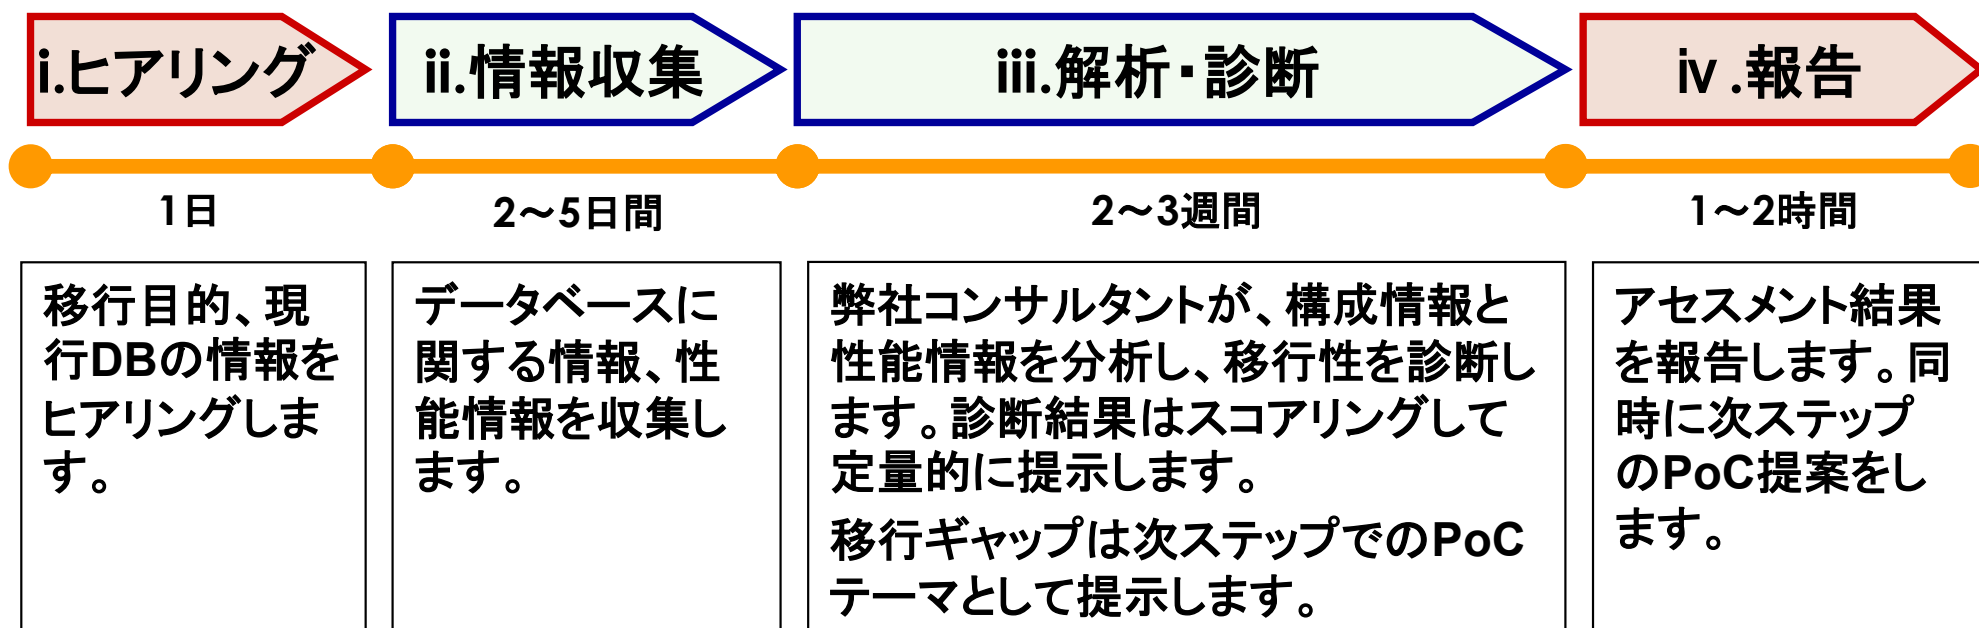 i.ヒアリング
ii.情報収集
iii.解析・診断
iv .報告
1日
2～5日間
2～3週間
1～2時間
移行目的、現
行DBの情報を
ヒアリングしま
す。
データベースに
関する情報、性
能情報を収集し
ます。
弊社コンサルタントが、構成情報と
性能情報を分析し、移行性を診断し
ます。診断結果はスコアリングして
定量的に提示します。
移行ギャップは次ステップでのPoC
テーマとして提示します。
アセスメント結果
を報告します。同
時に次ステップ
のPoC提案をし
ます。